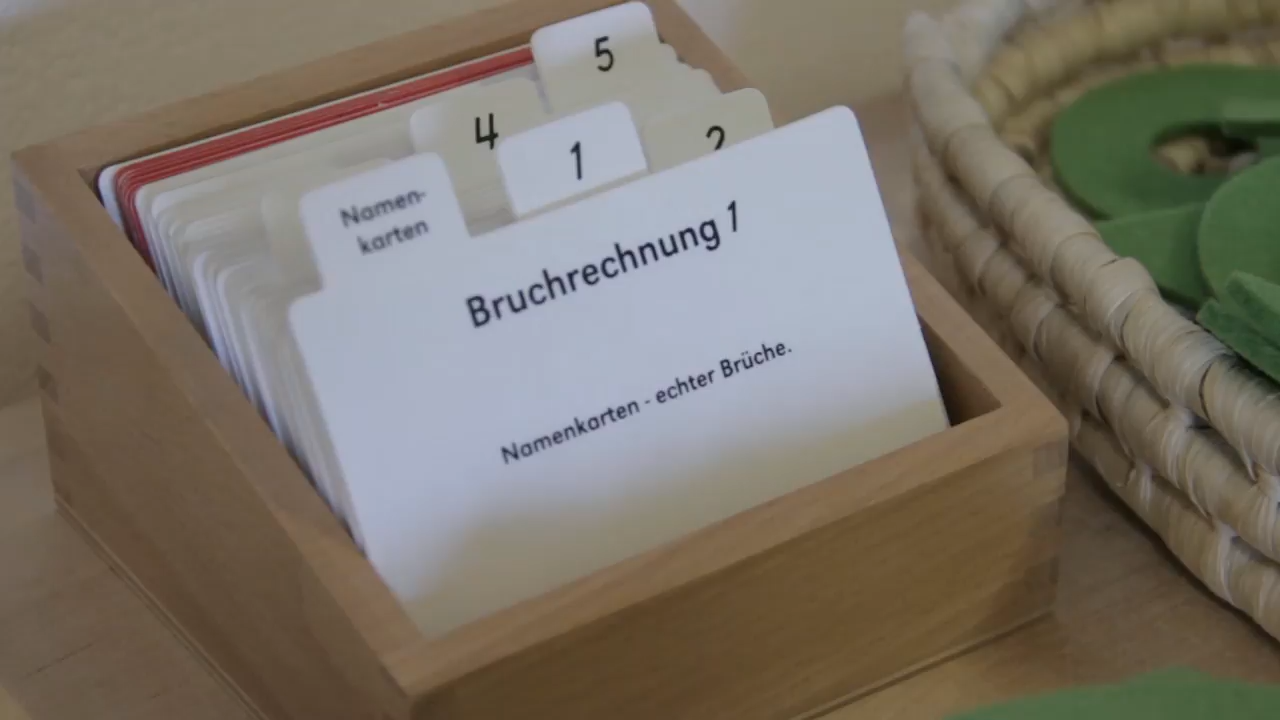 5
4
1
2
Namen-
karten
Bruchrechnung 1
Namenkarten - echter Brüche.